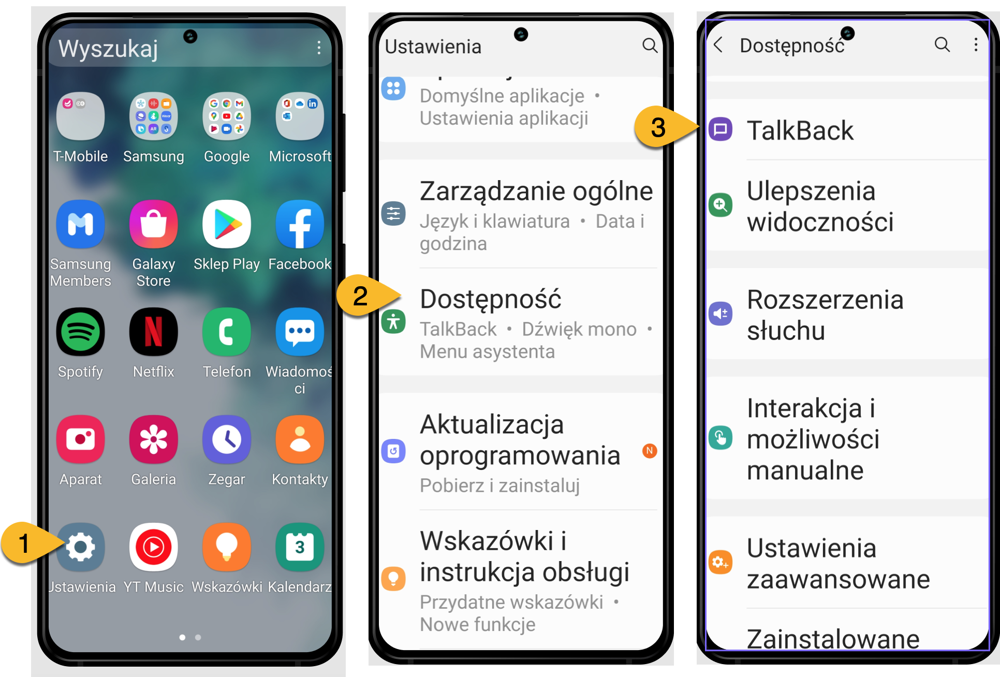 Wyszukaj
T-Mobile
Samsung
Google
Microsoft
Samsung
Members
Galaxy
Store
Sklep Play
Facebook
Spotify
Netflix
Telefon
Wiadomoś
ci
Aparat
Galeria
Zegar
Kontakty
1
3
Ustawienia
YT Music
Wskazówki
Kalendarz
Ustawienia
Domyślne aplikacje •
Ustawienia aplikacji
Zarządzanie ogólne
Język i klawiatura • Data i
godzina
2
Dostępność
TalkBack • Dźwięk mono •
Menu asystenta
Aktualizacja
oprogramowania
N
Pobierz i zainstaluj
Wskazówki i
instrukcja obsługi
Przydatne wskazówki •
Nowe funkcje
Dostępność
3
TalkBack
Ulepszenia
widoczności
Rozszerzenia
słuchu
Interakcja i
możliwości
manualne
Ustawienia
zaawansowane
Zainstalowane